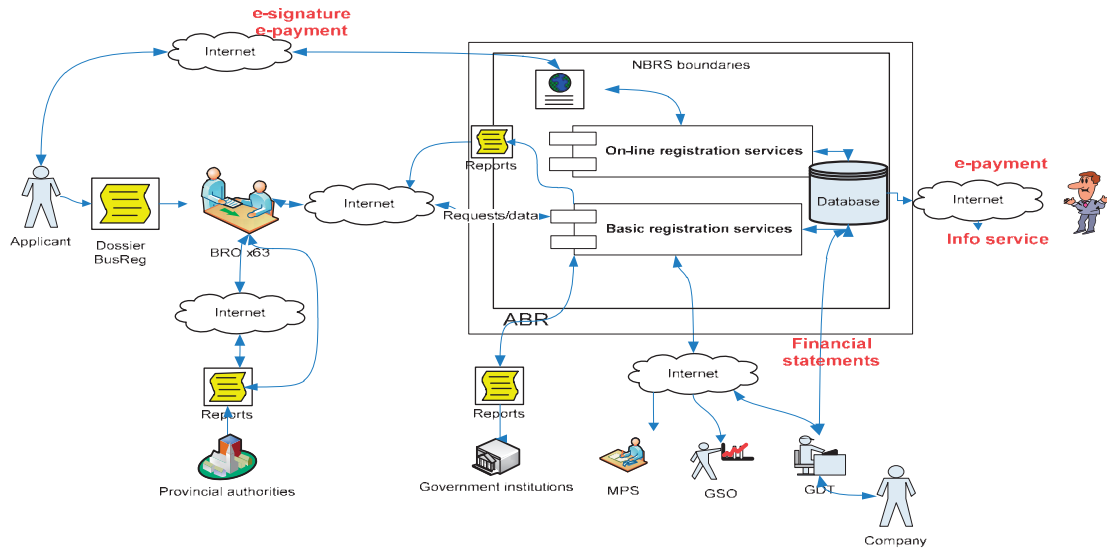 e-signature
e-payment
Internet
NBRS boundaries
On-line registration services
Reports
e-payment
Database
Internet
Internet
Requests/data
Applicant
Dossier
BusReg
BRO x63
Basic registration services
Info service
Internet
ABR
Financial
statements
Internet
Reports
Reports
Provincial authorities
Government institutions
MPS
GSO
GDT
Company